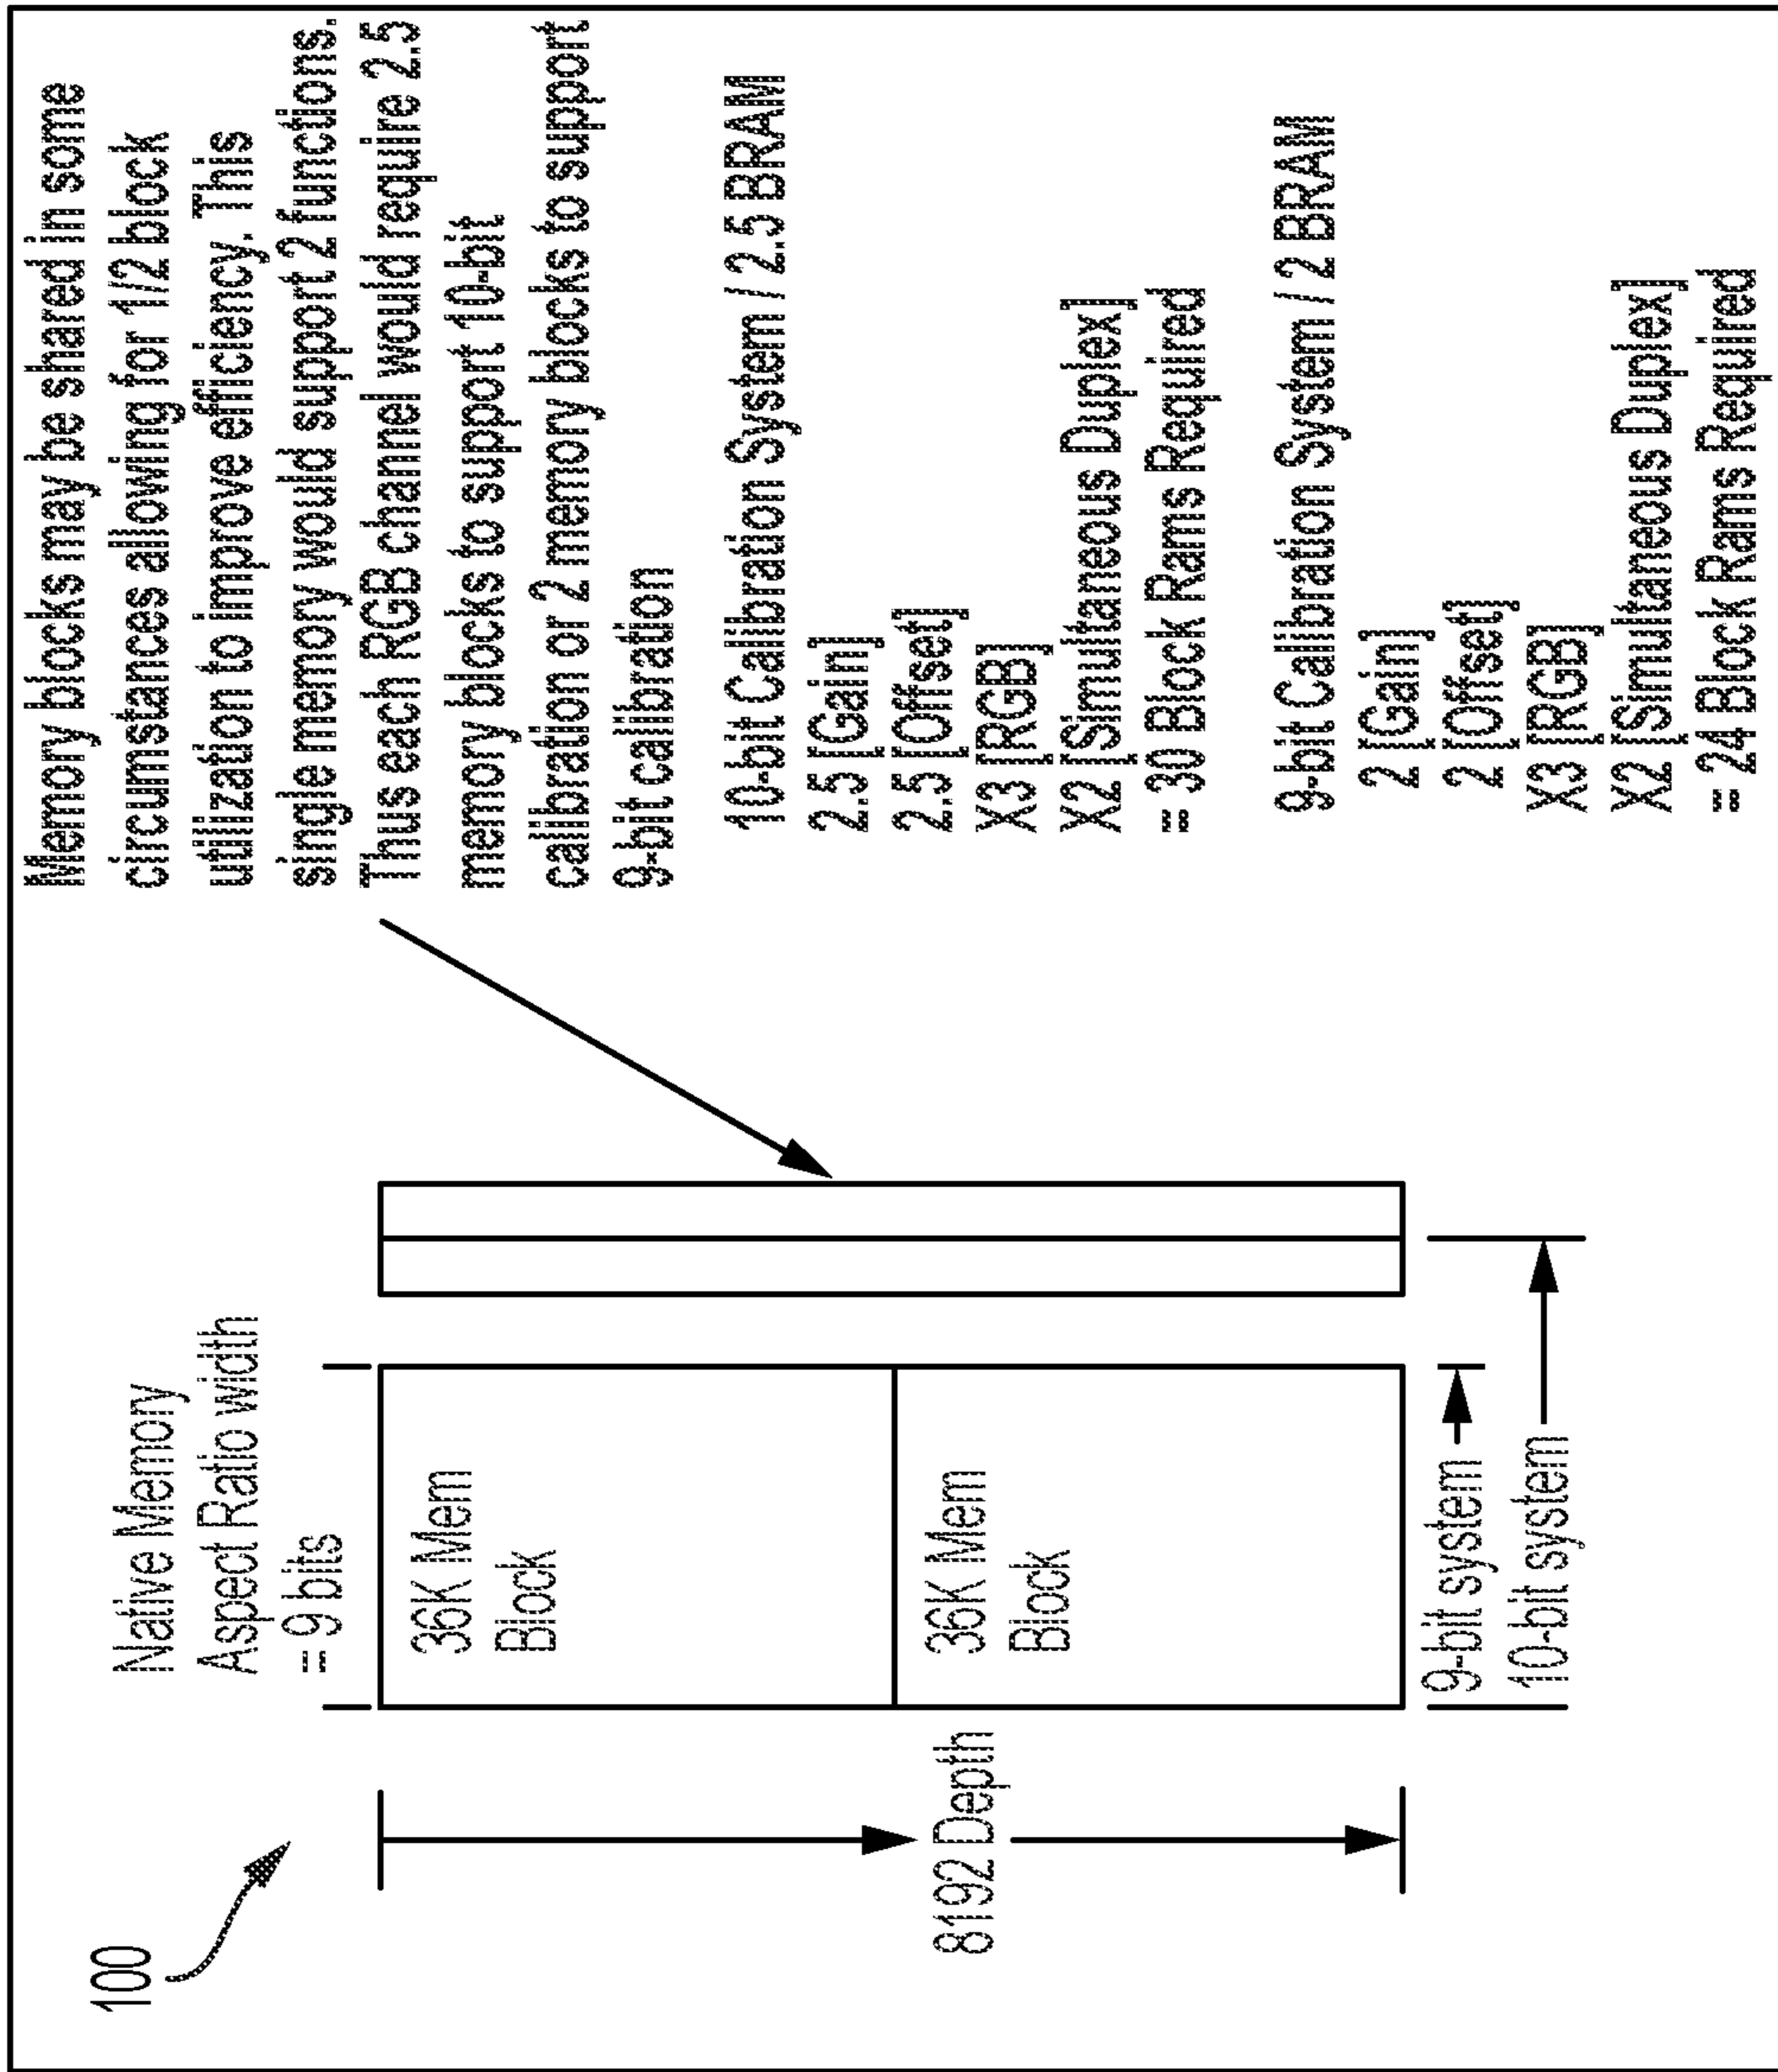 100
Native Memory
Aspect Ratio width
= 9 bits
36K Mem
Block
36K Mem
Block
8192 Depth
9-bit system
10-bit system
Memory blocks may be shared in some
circumstances allowing for 1/2 block
utilization to improve efficiency. This
single memory would support 2 functions.
Thus each RGB channel would require 2.5
memory blocks to support 10-bit
calibration or 2 memory blocks to support
9-bit calibration
10-bit Calibration System / 2.5 BRAM
2.5 [Gain]
2.5 [Offset]
X3 [RGB]
X2 [Simultaneous Duplex]
= 30 Block Rams Required
9-bit Calibration System / 2 BRAM
2 [Gain]
2 [Offset]
X3 [RGB]
X2 [Simultaneous Duplex]
= 24 Block Rams Required